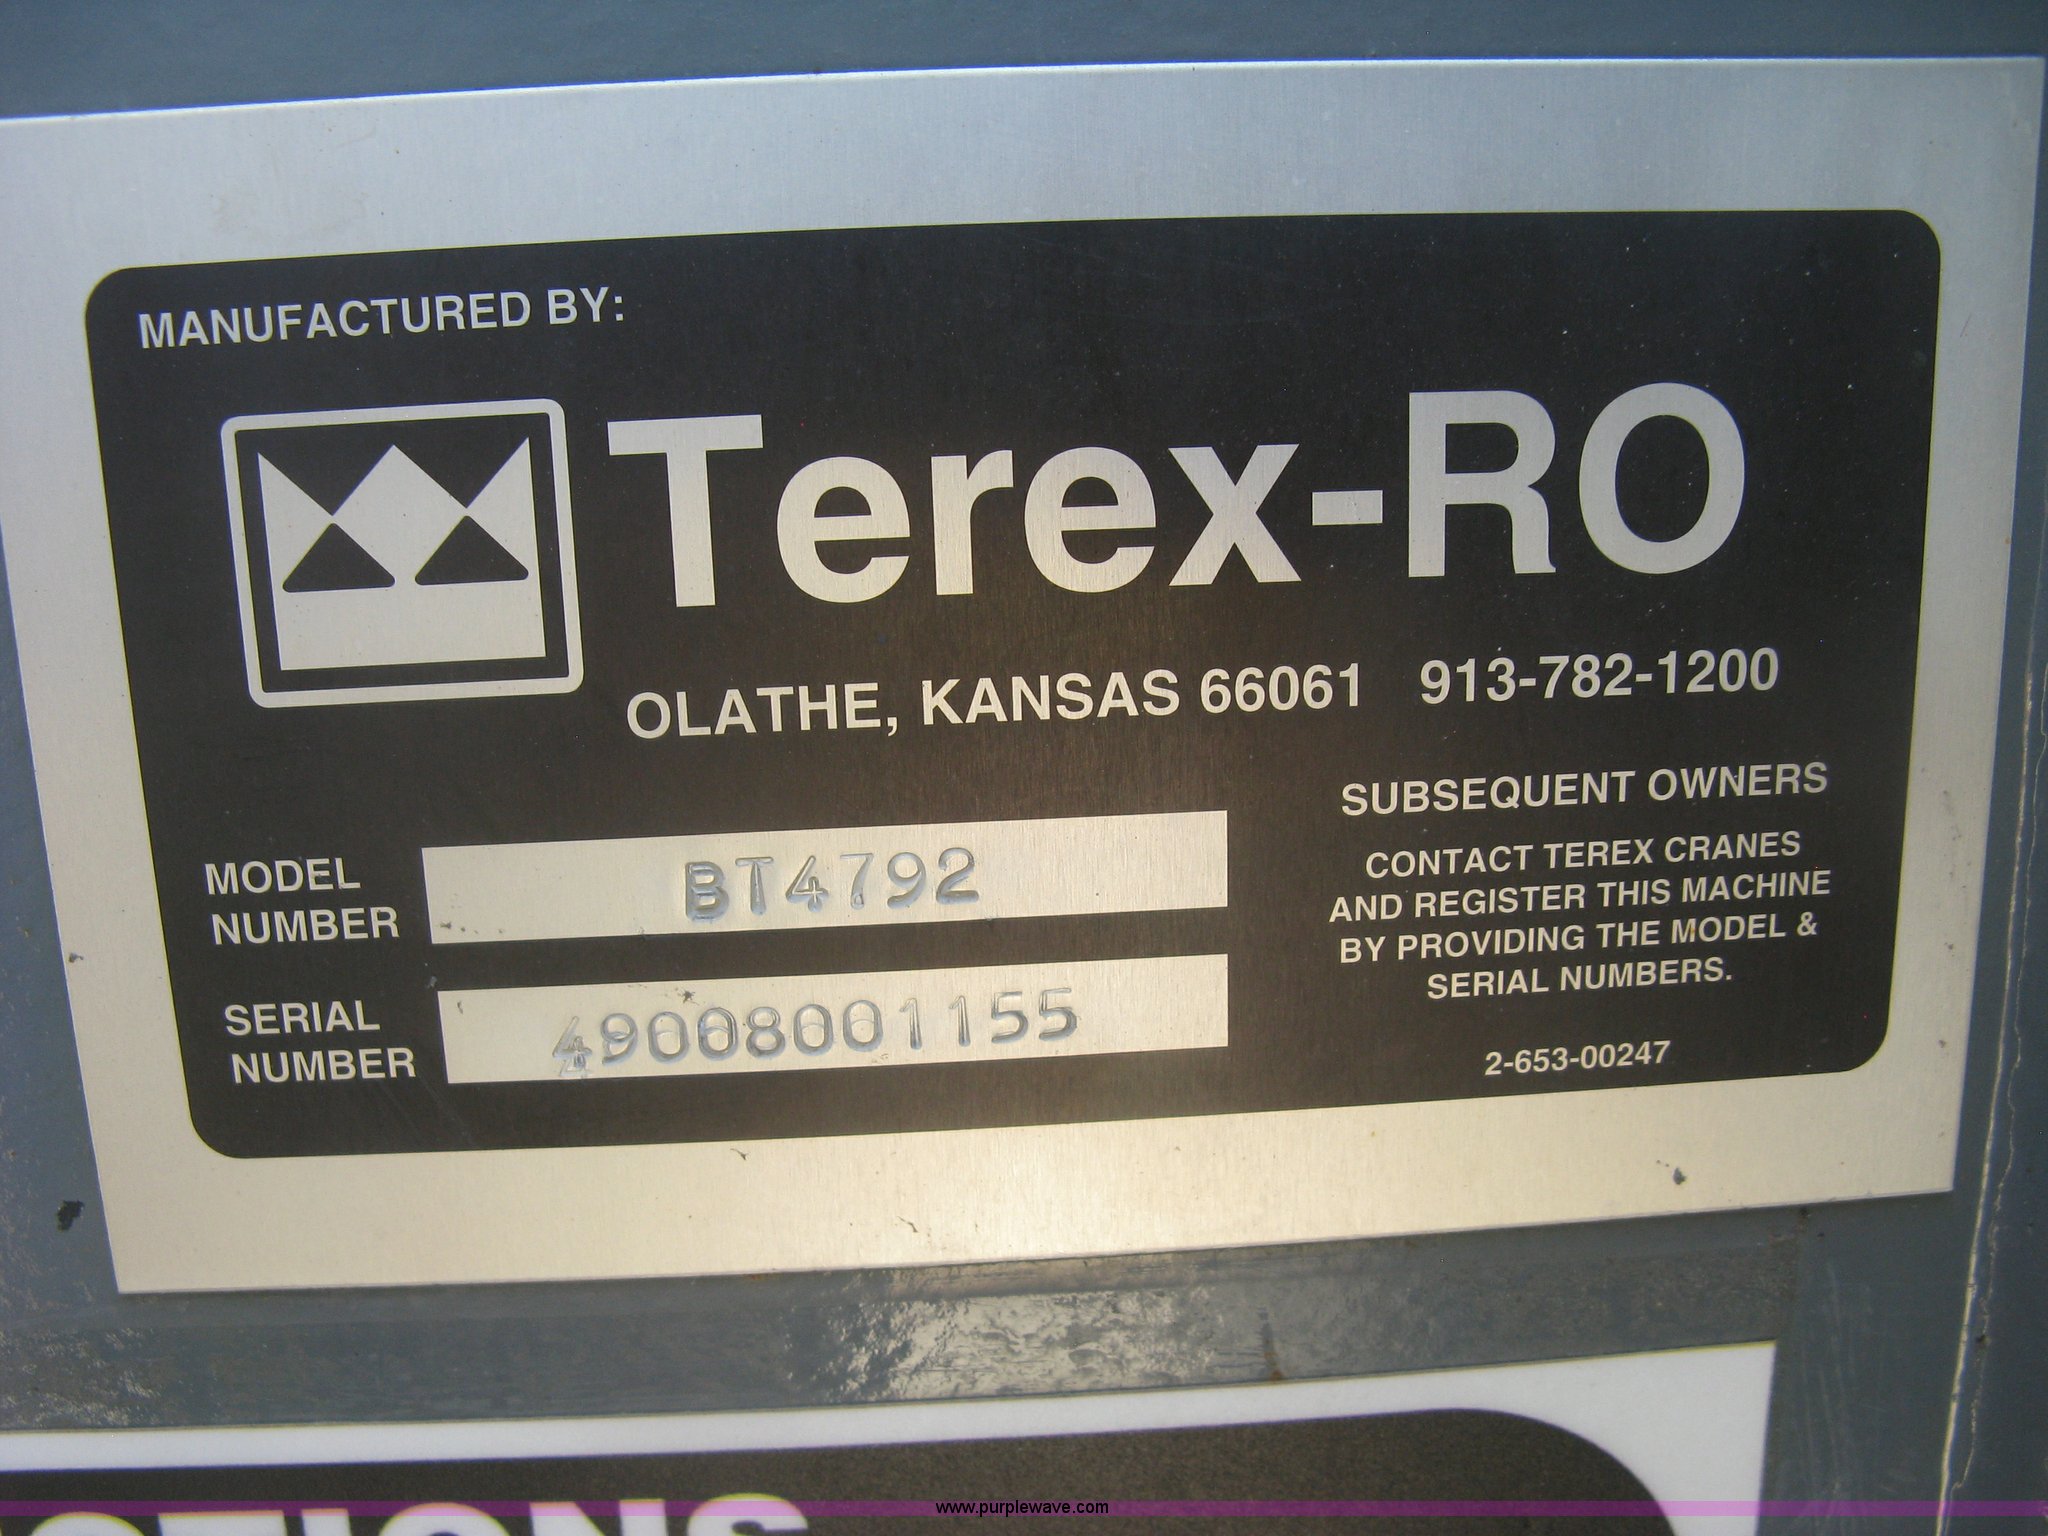 MANUFACTURED BY:
Terex-RO
OLATHE, KANSAS 66061 913-782-1200
MODEL
NUMBER
BT4792
SERIAL
NUMBER
49008001155
SUBSEQUENT OWNERS
CONTACT TEREX CRANES
AND REGISTER THIS MACHINE
BY PROVIDING THE MODEL &
SERIAL NUMBERS.
2-653-00247
www.purplewave.com